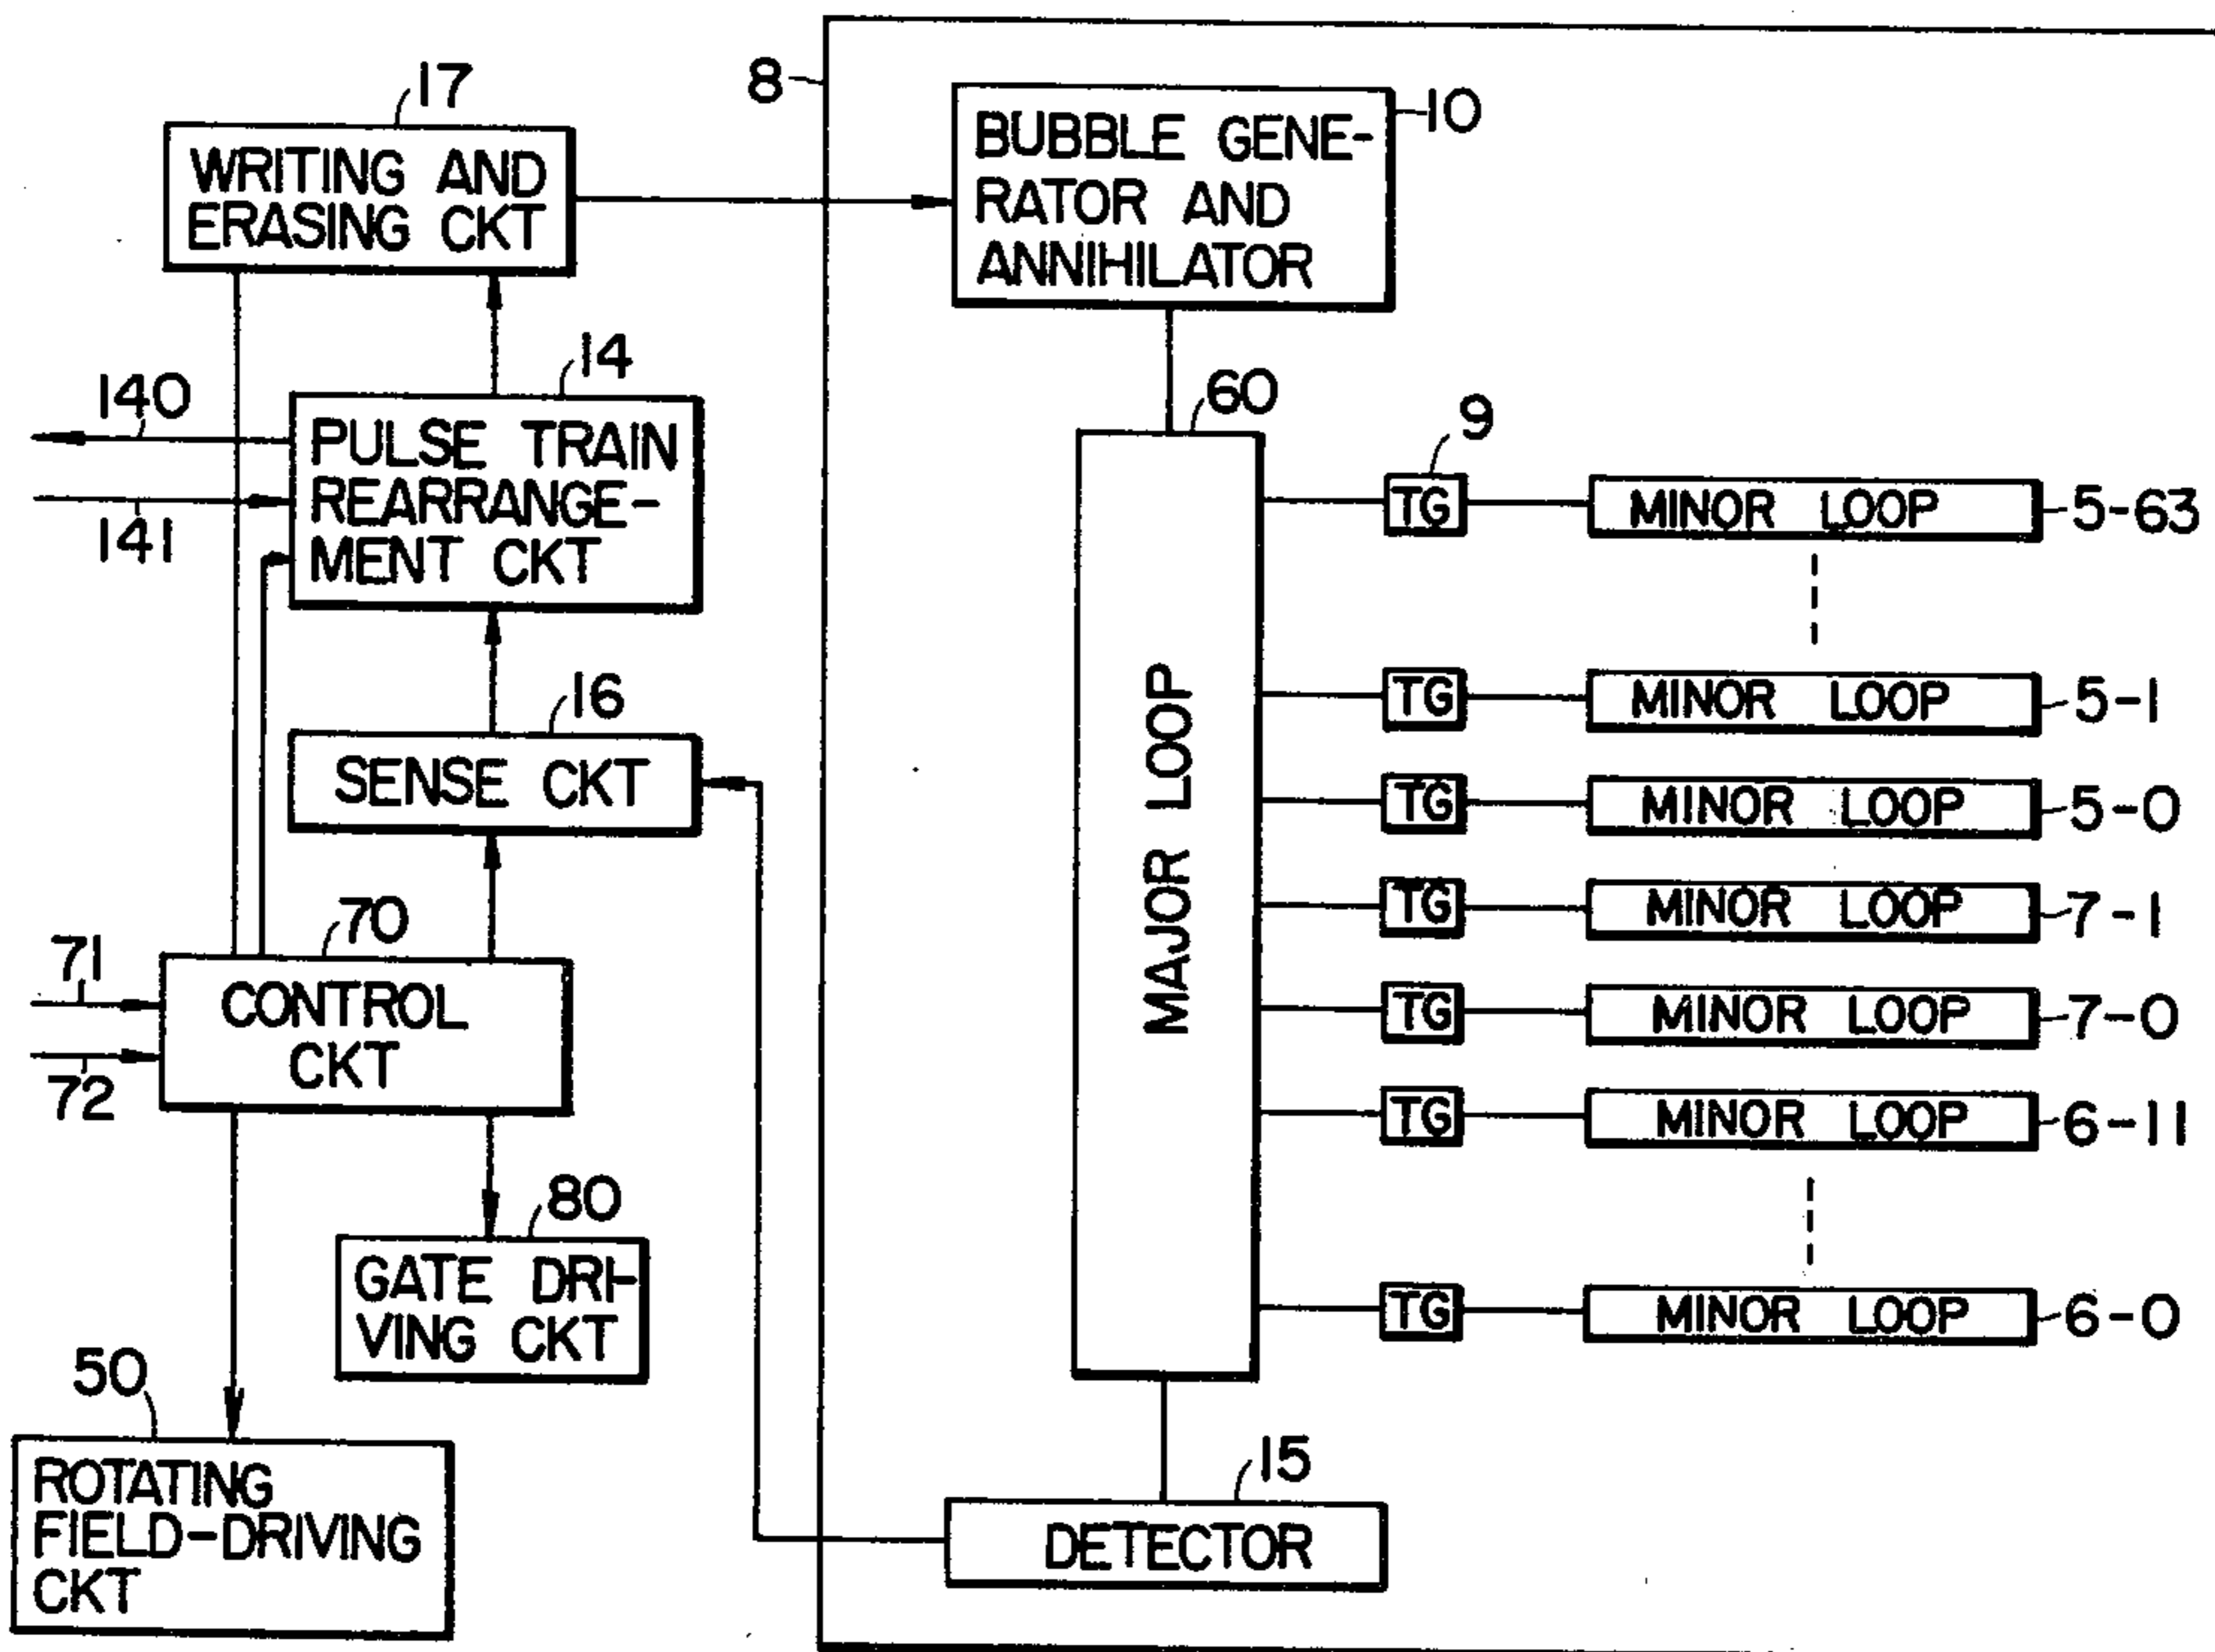 17
WRITING AND
ERASING CKT
8
BUBBLE GENE-
RATOR AND
ANNIHILATOR
10
14
140
141
PULSE TRAIN
REARRANGE-
MENT CKT
16
SENSE CKT
70
71
72
CONTROL
CKT
80
GATE DRI-
VING CKT
50
ROTATING
FIELD-DRIVING
CKT
60
MAJOR LOOP
9
TG MINOR LOOP 5-63
TG MINOR LOOP 5-1
TG MINOR LOOP 5-0
TG MINOR LOOP 7-1
TG MINOR LOOP 7-0
TG MINOR LOOP 6-11
TG MINOR LOOP 6-0
15
DETECTOR